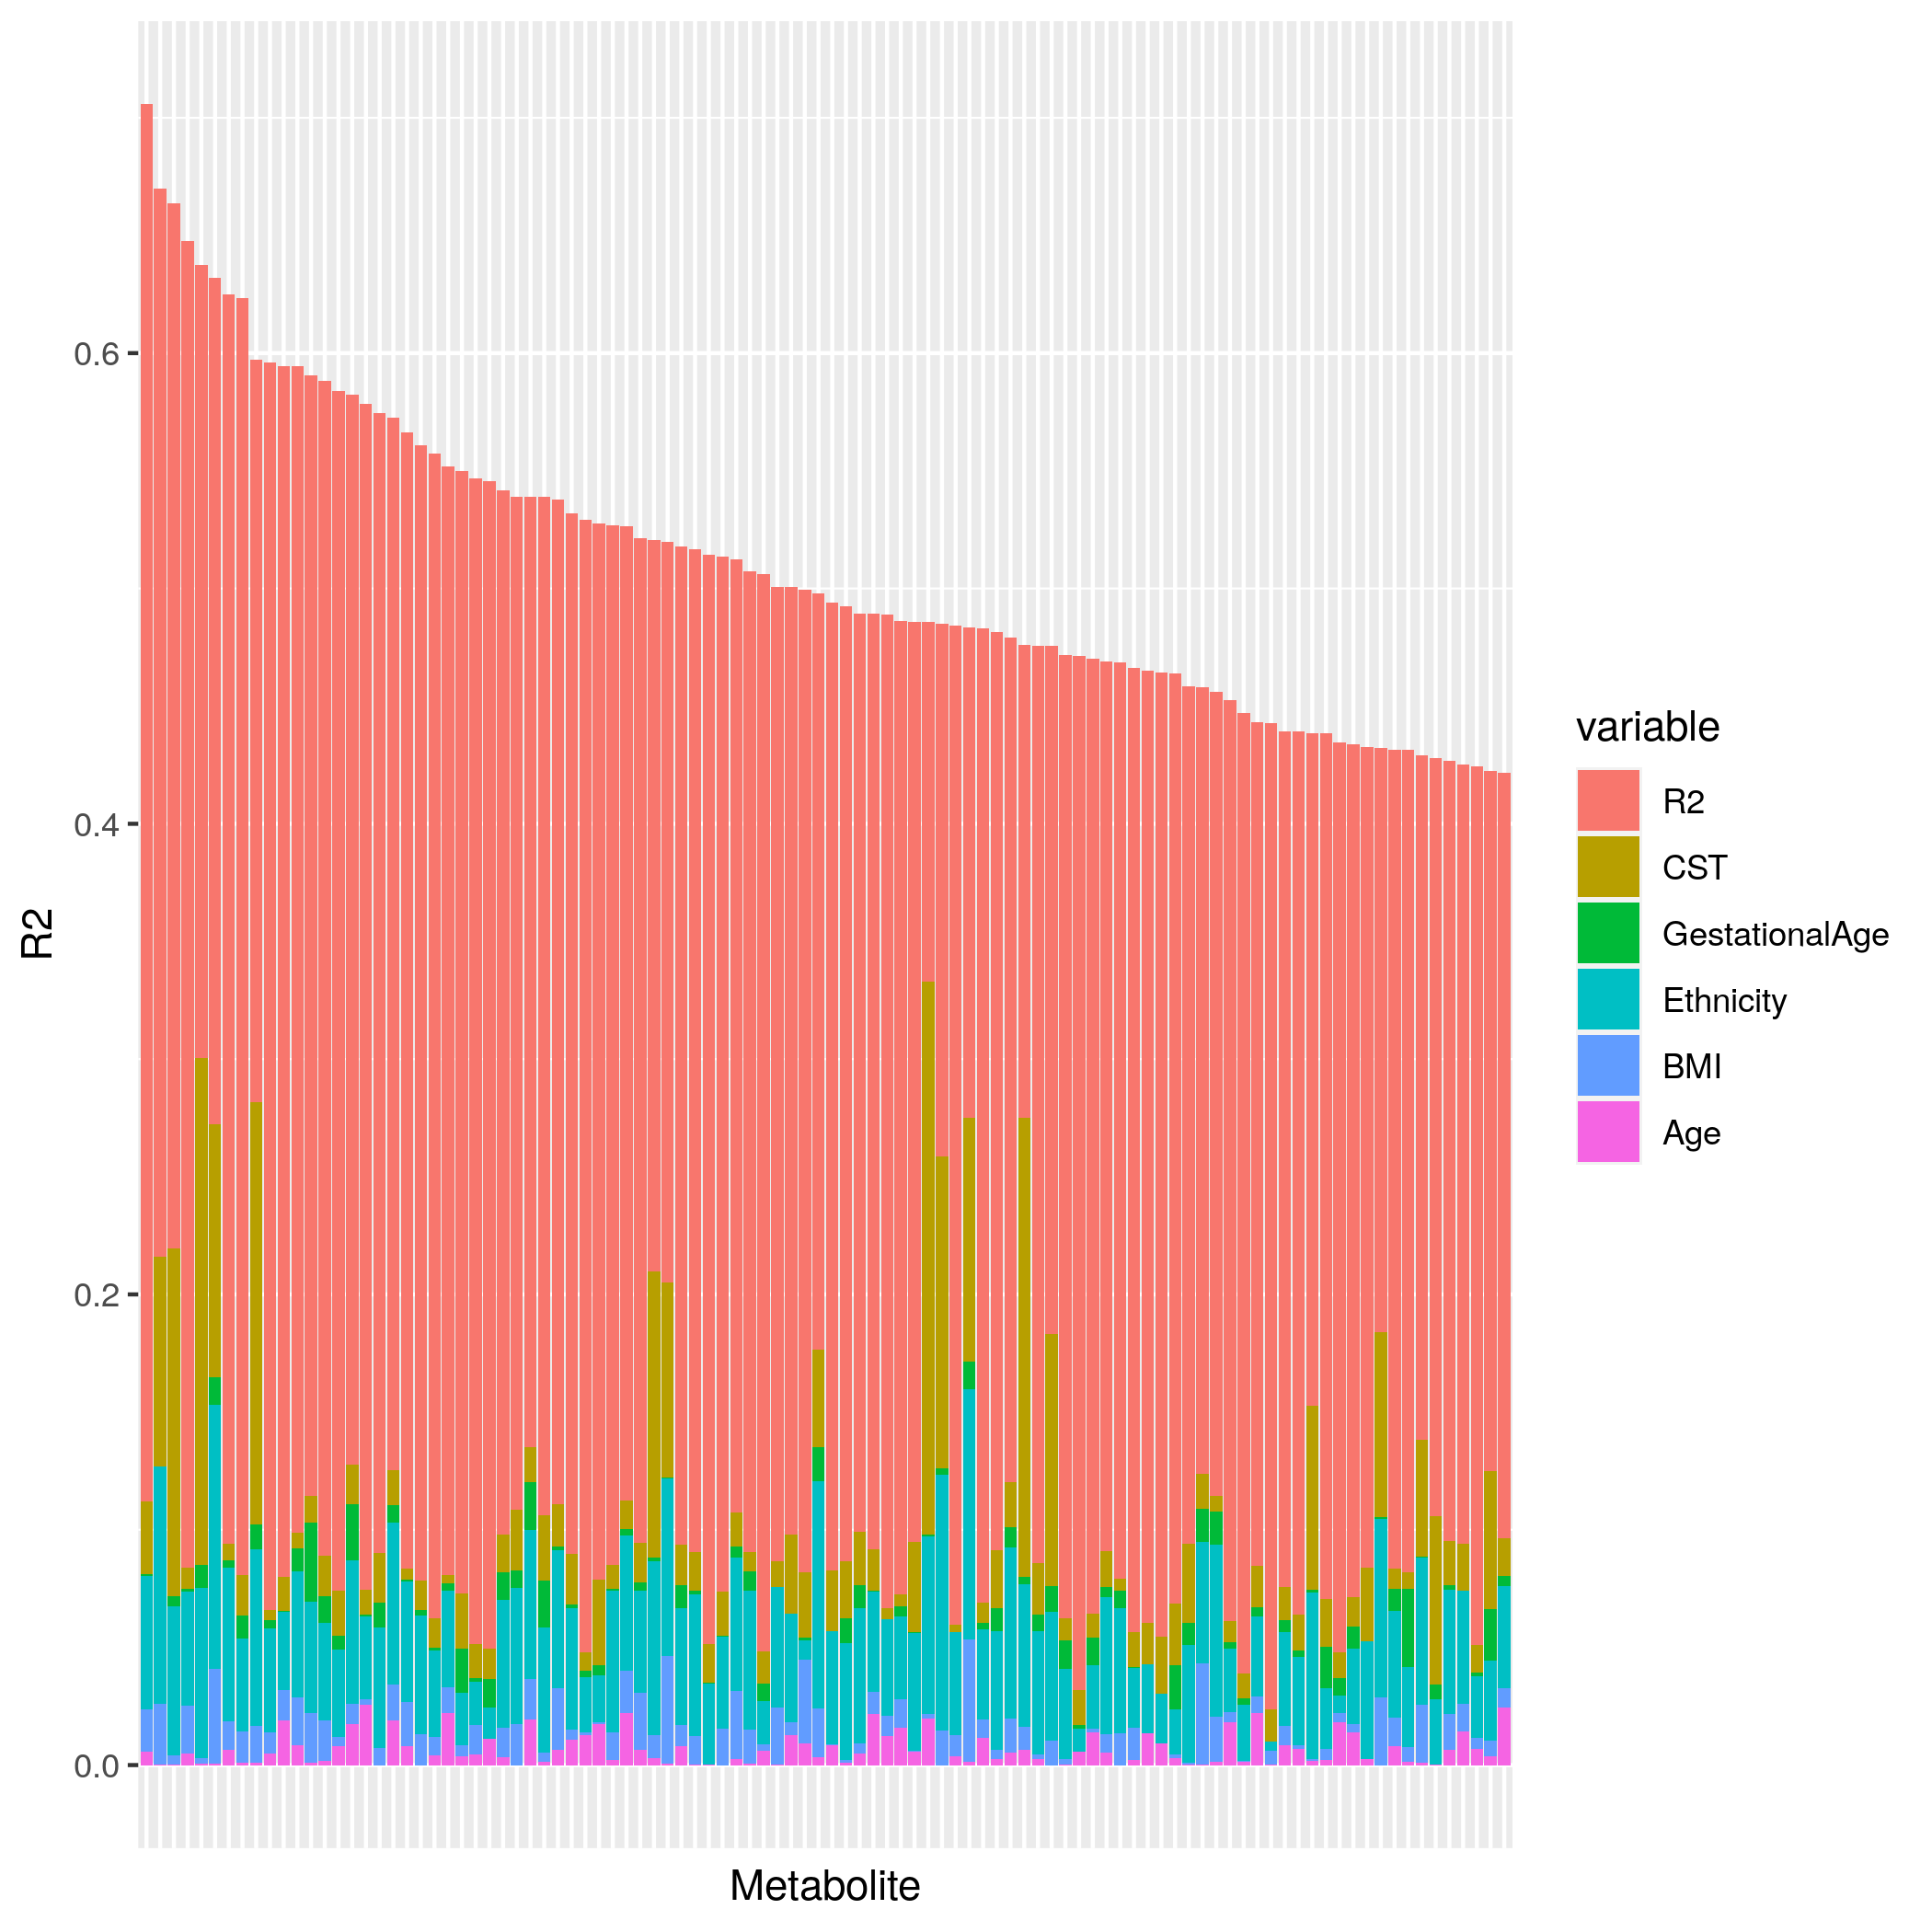 R2
0.6
0.4
0.2
0.0
Metabolite
variable
R2
CST
GestationalAge
Ethnicity
BMI
Age